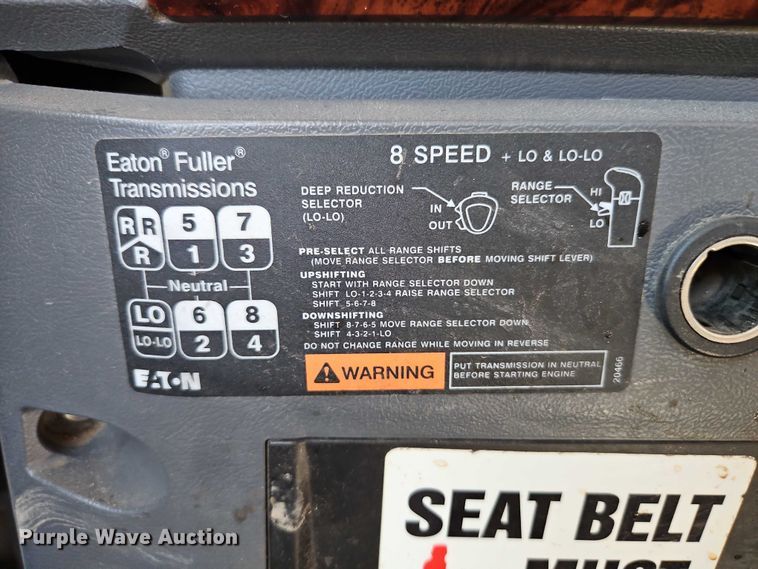 Eaton® Fuller®
Transmissions
8 SPEED + LO & LO-LO
DEEP REDUCTION
SELECTOR
(LO-LO)
IN
OUT
RANGE
SELECTOR
HI
LO
R R 5 7
R 1 3
Neutral
LO 6 8
LO-LO 2 4
PRE-SELECT ALL RANGE SHIFTS
(MOVE RANGE SELECTOR BEFORE MOVING SHIFT LEVER)
UPSHIFTING
START WITH RANGE SELECTOR DOWN
SHIFT LO-1-2-3-4 RAISE RANGE SELECTOR
SHIFT 5-6-7-8
DOWNSHIFTING
SHIFT 8-7-6-5 MOVE RANGE SELECTOR DOWN
SHIFT 4-3-2-1-LO
DO NOT CHANGE RANGE WHILE MOVING IN REVERSE
EATON
WARNING
PUT TRANSMISSION IN NEUTRAL
BEFORE STARTING ENGINE
20466
SEAT BELT
MUST
Purple Wave Auction